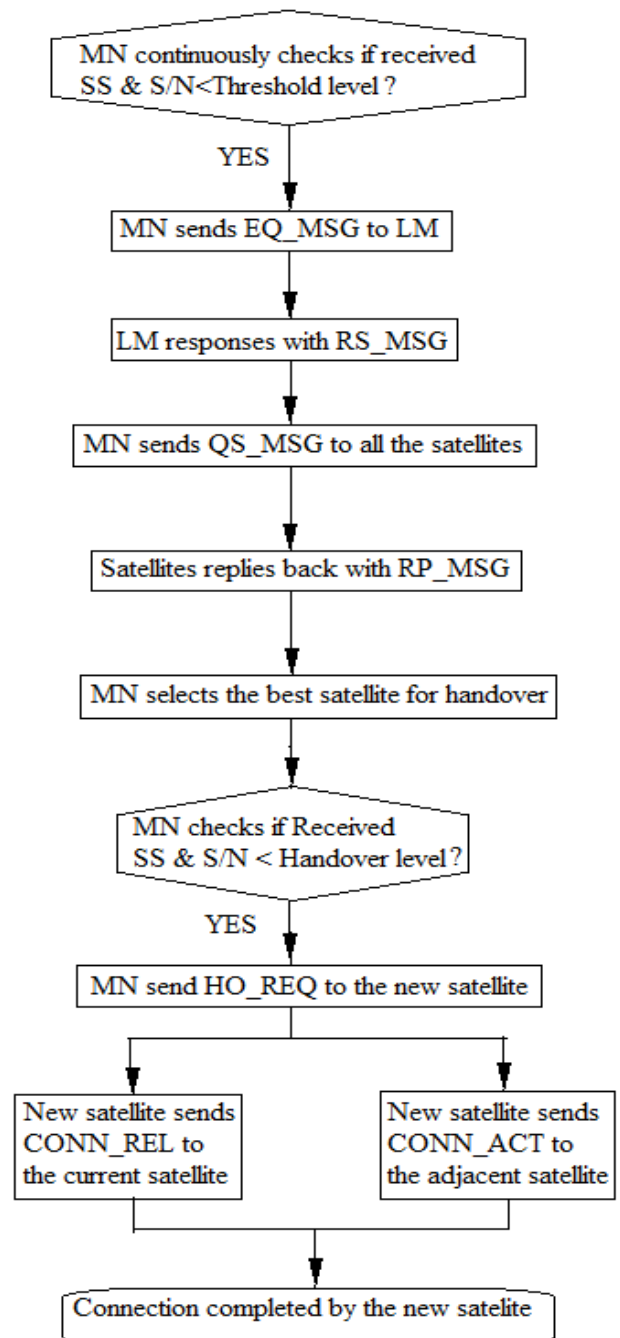 MN continuously checks if received
SS & S/N<Threshold level ?
YES
MN sends EQ_MSG to LM
LM responses with RS_MSG
MN sends QS_MSG to all the satellites
Satellites replies back with RP_MSG
MN selects the best satellite for handover
MN checks if Received
SS & S/N < Handover level ?
YES
MN send HO_REQ to the new satellite
New satellite sends
CONN_REL to
the current satellite
New satellite sends
CONN_ACT to
the adjacent satellite
Connection completed by the new satelite